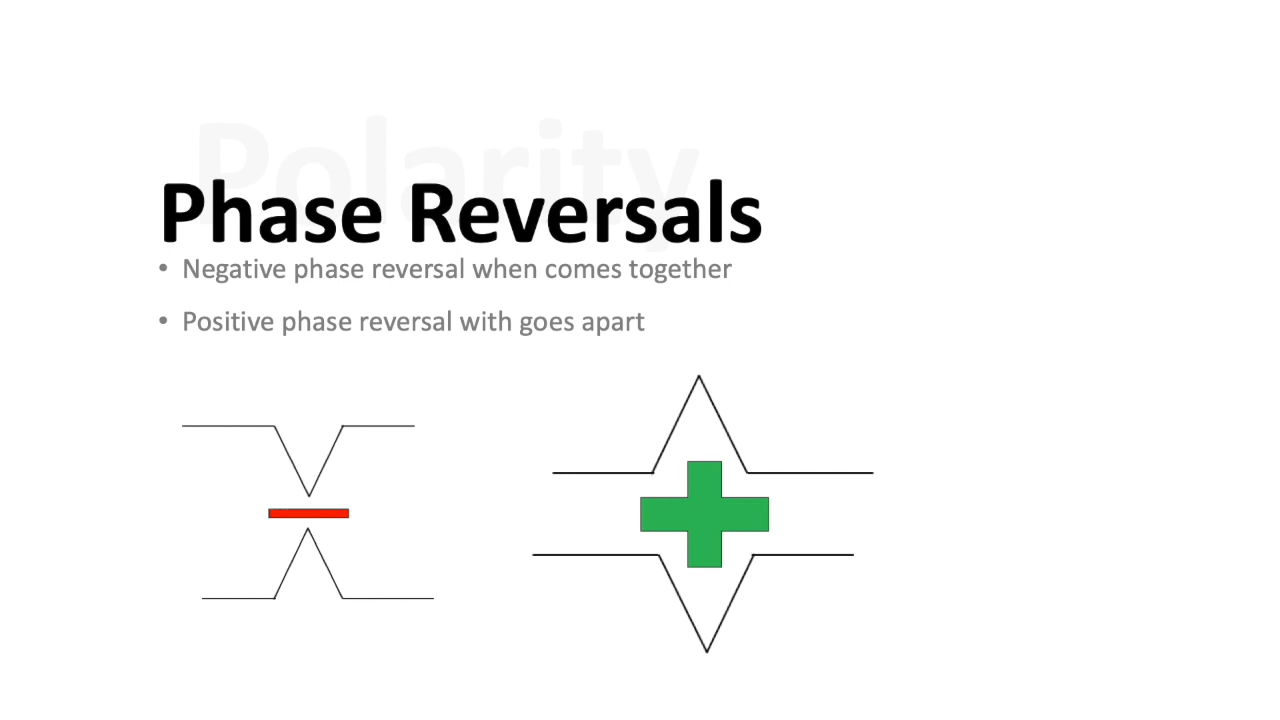 Polarity
Phase Reversals
• Negative phase reversal when comes together
• Positive phase reversal with goes apart